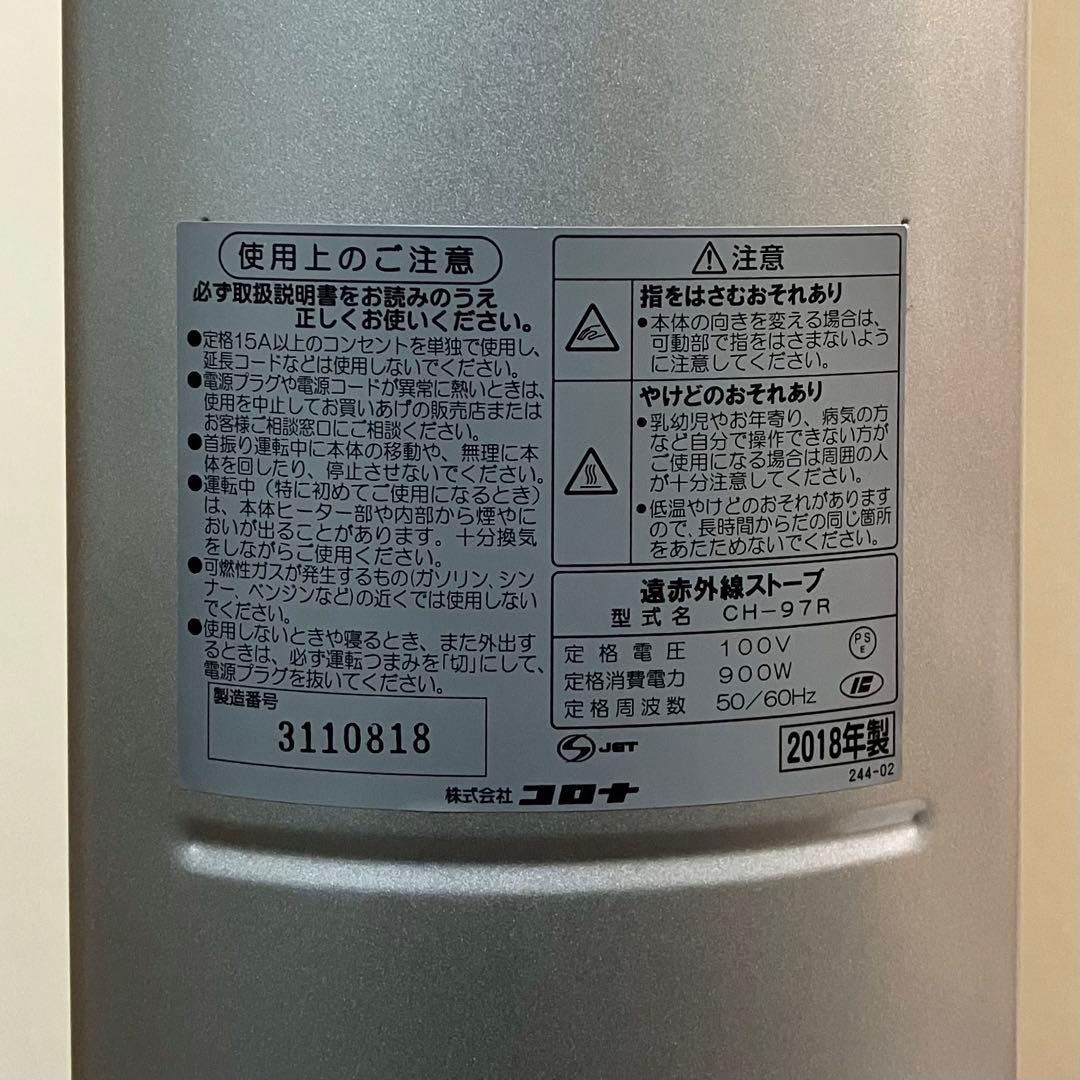 使用上のご注意
必ず取扱説明書をお読みのうえ
正しくお使いください。
●定格15A以上のコンセントを単独で使用し、
延長コードなどは使用しないでください。
●電源プラグや電源コードが異常に熱いときは、
使用を中止してお買いあげの販売店または
お客様ご相談窓口にご相談ください。
●首振り運転中に本体の移動や、無理に本
体を回したり、停止させないでください。
●運転中（特に初めてご使用になるとき）
は、本体ヒーター部や内部から煙やに
おいが出ることがあります。十分換気
をしながらご使用ください。
●可燃性ガスが発生するもの(ガソリン、シン
ナー、ベンジンなど)の近くでは使用しない
でください。
●使用しないときや寝るとき、また外出す
るときは、必ず運転つまみを「切」にして、
電源プラグを抜いてください。
製造番号
3110818
⚠注意
指をはさむおそれあり
●本体の向きを変える場合は、
可動部で指をはさまないよう
に注意してください。
やけどのおそれあり
●乳幼児やお年寄り、病気の方
など自分で操作できない方が
ご使用になる場合は周囲の人
が十分注意してください。
●低温やけどのおそれがあります
ので、長時間からだの同じ箇所
をあたためないでください。
遠赤外線ストーブ
型式名 CH-97R
定格電圧 100V
定格消費電力 900W
定格周波数 50/60Hz
PS
E
JET
2018年製
244-02
株式会社 コロナ